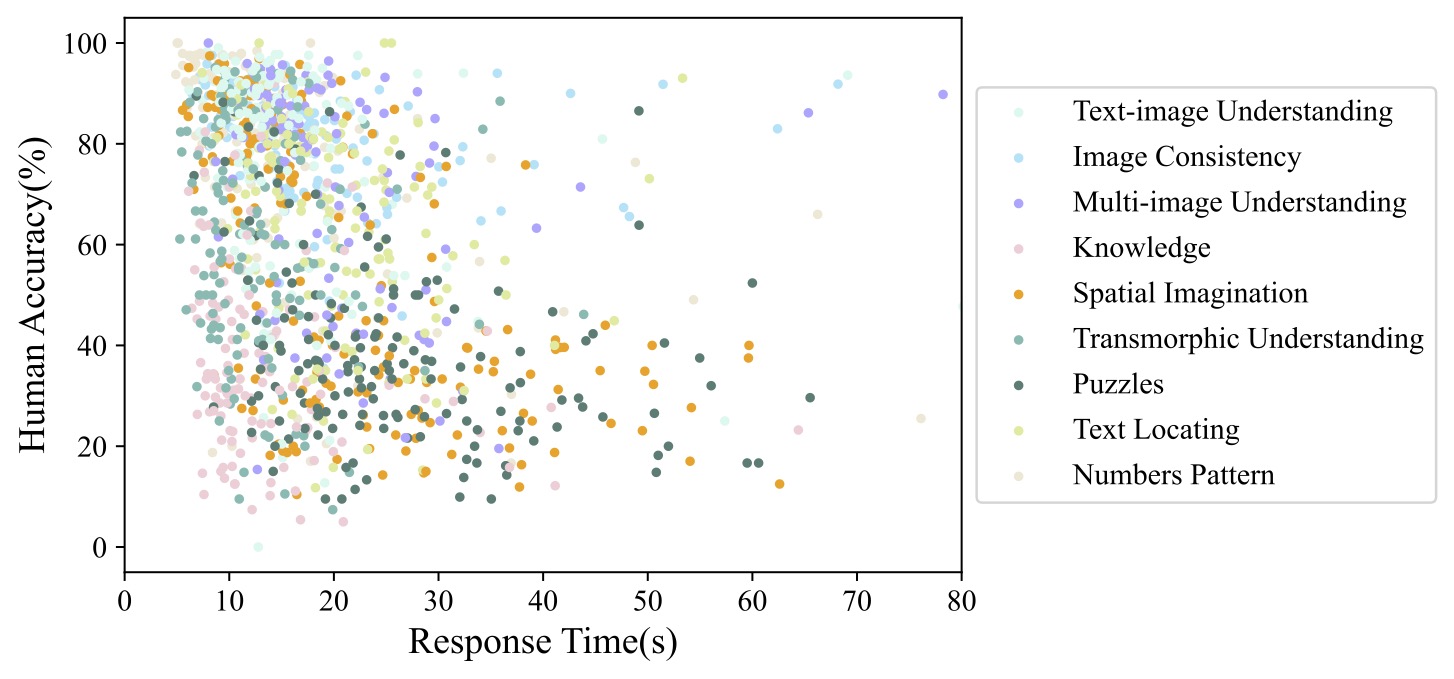 100
80
60
40
20
0
Human Accuracy(%)
0 10 20 30 40 50 60 70 80
Response Time(s)
Text-image Understanding
Image Consistency
Multi-image Understanding
Knowledge
Spatial Imagination
Transmorphic Understanding
Puzzles
Text Locating
Numbers Pattern